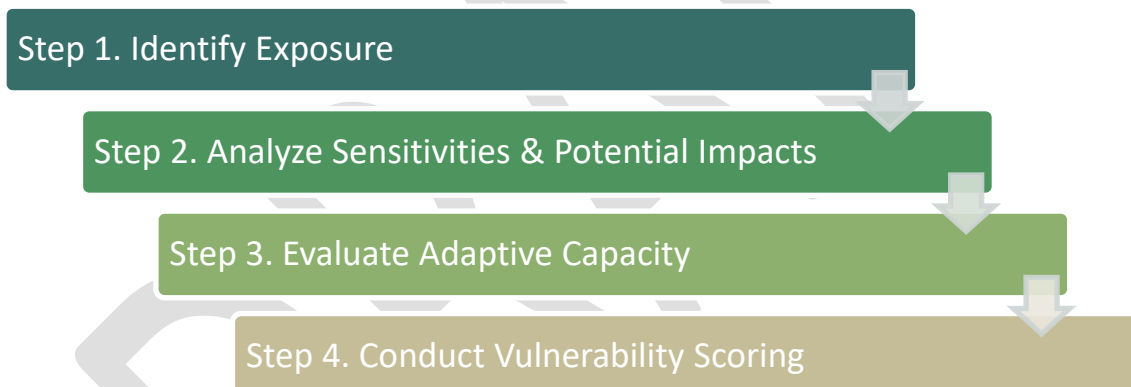 Step 1. Identify Exposure
Step 2. Analyze Sensitivities & Potential Impacts
Step 3. Evaluate Adaptive Capacity
Step 4. Conduct Vulnerability Scoring